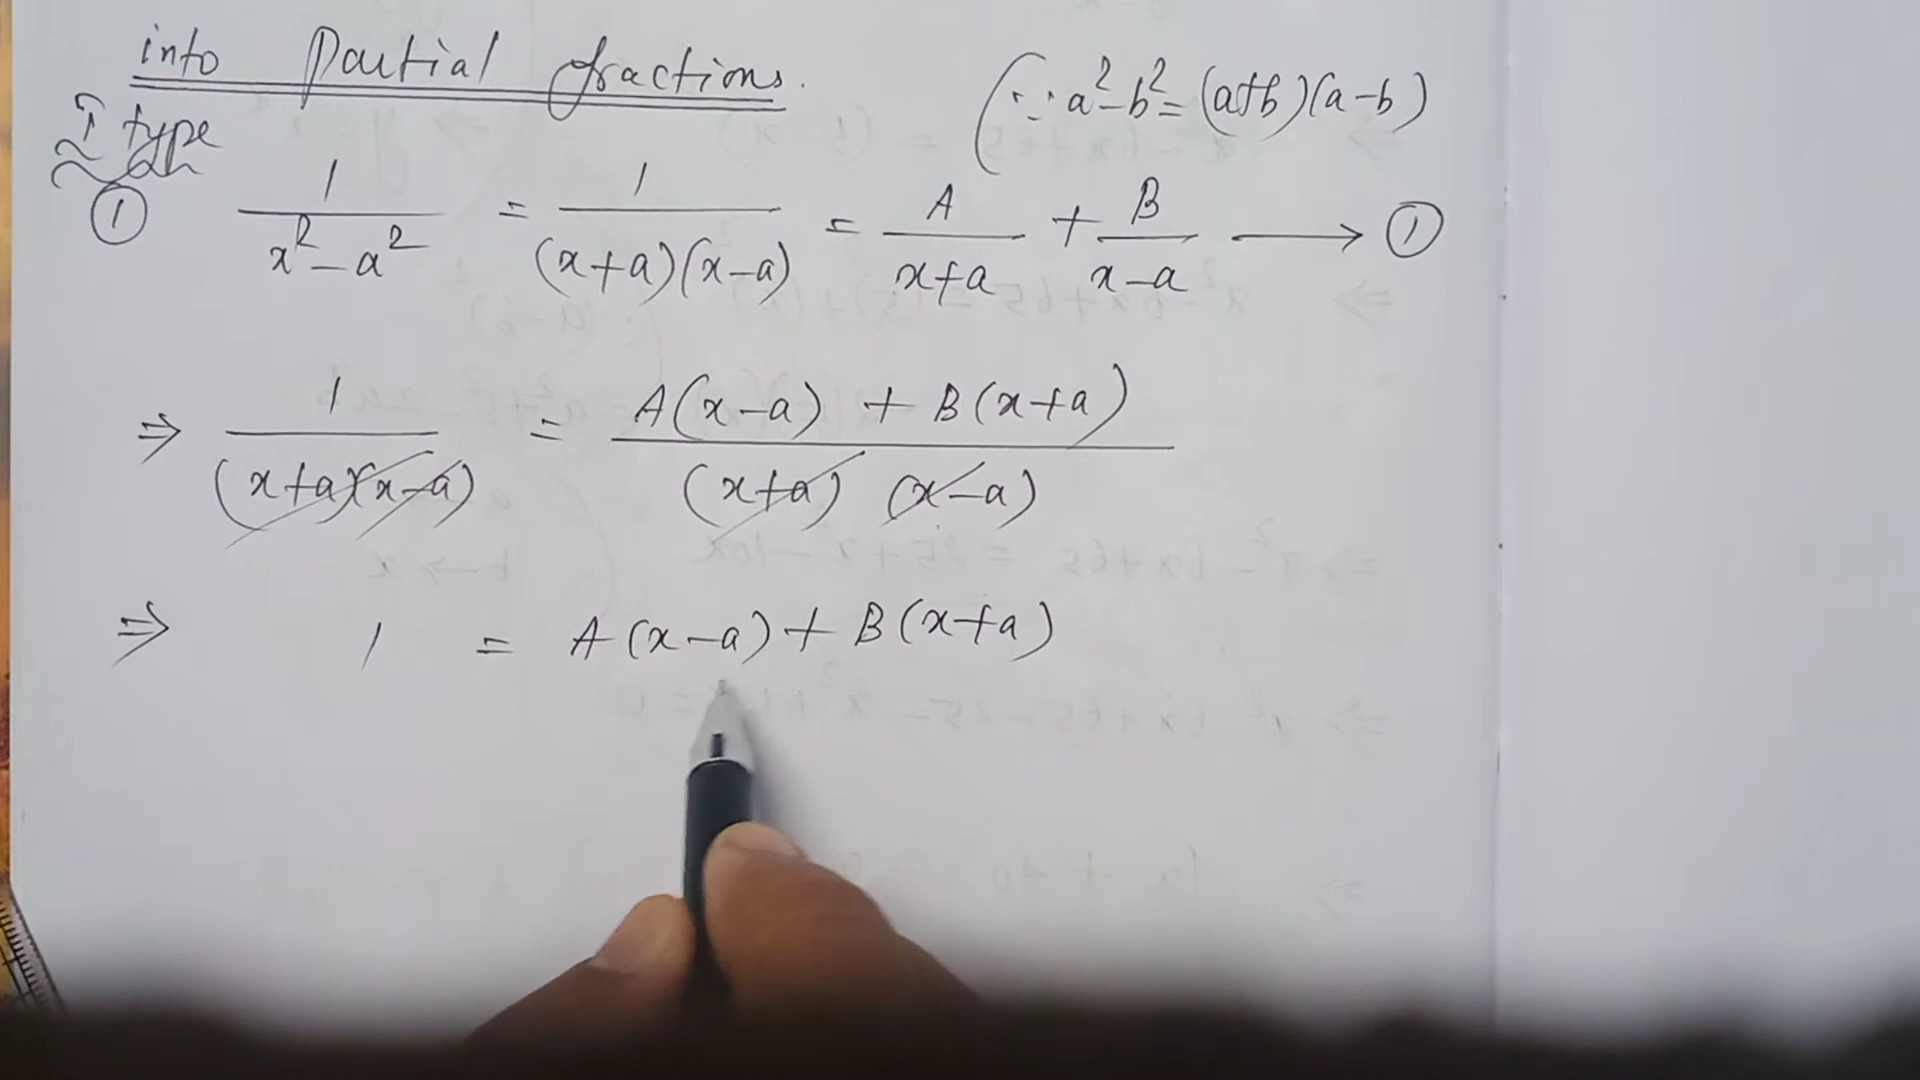 into Partial fractions.
(∵ a²-b² = (a+b)(a-b)
I type
① 1/(x²-a²) = 1/((x+a)(x-a)) = A/(x+a) + B/(x-a) ⟶ ①
⇒ 1/((x+a)(x-a)) = (A(x-a) + B(x+a))/((x+a) (x-a))
⇒ 1 = A(x-a) + B(x+a)